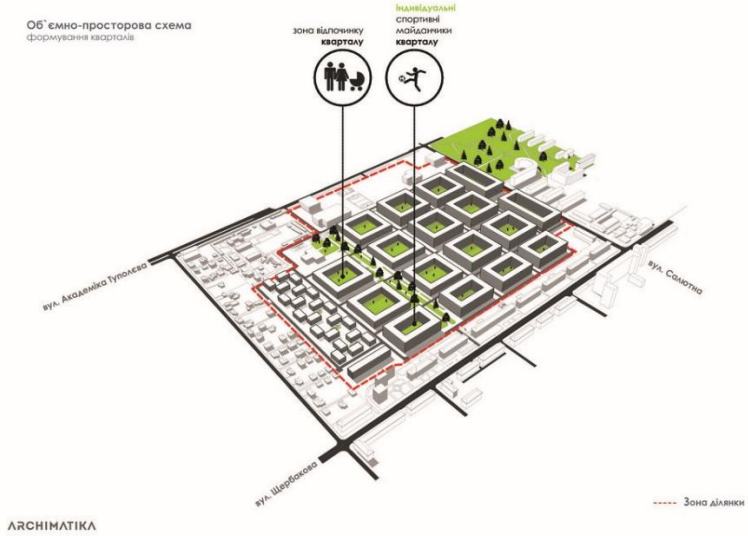 Об`ємно-просторова схема
формування кварталів
зона відпочинку
кварталу
індивідуальні
спортивні
майданчики
кварталу
вул. Академіка Туполєва
вул. Салютна
вул. Щербакова
Зона ділянки
ARCHIMATIKA